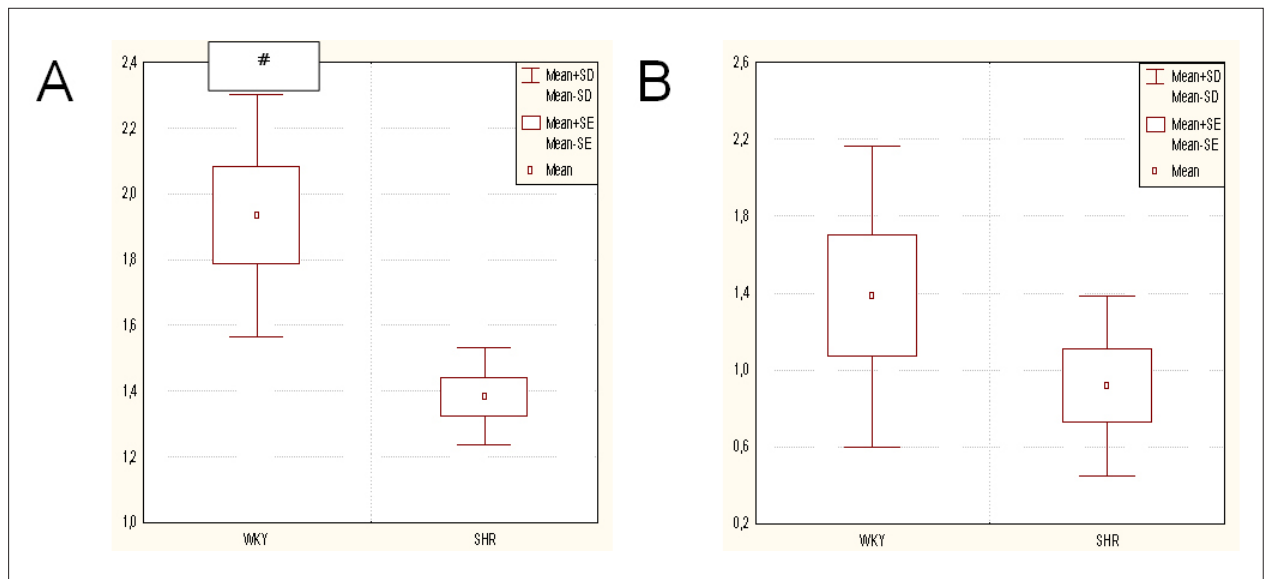 A
#
2,4
2,2
2,0
1,8
1,6
1,4
1,2
1,0
WKY
SHR
Mean+SD
Mean-SD
Mean+SE
Mean-SE
Mean
B
2,6
2,2
1,8
1,4
1,0
0,6
0,2
WKY
SHR
Mean+SD
Mean-SD
Mean+SE
Mean-SE
Mean